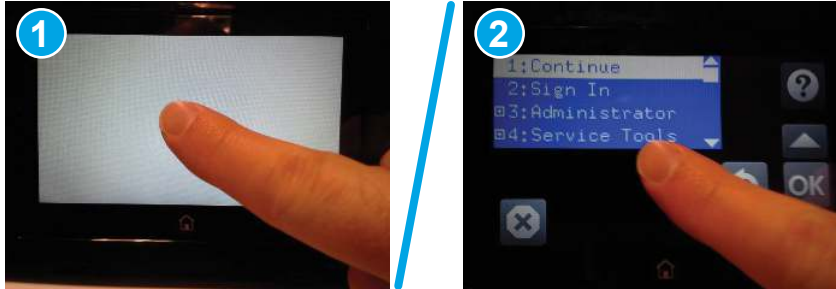 1
2
1:Continue
2:Sign In
+3:Administrator
+4:Service Tools
?
OK